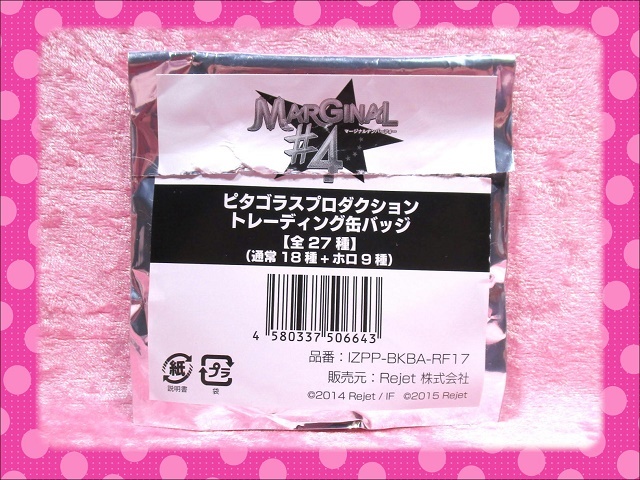 MARGINAL
マージナルナンバーフォー
#4
ピタゴラスプロダクション
トレーディング缶バッジ
【全27種】
(通常18種+ホロ9種)
4 580337 506643
品番:IZPP-BKBA-RF17
紙
説明書
プラ
袋
販売元:Rejet 株式会社
©2014 Rejet / IF ©2015 Rejet